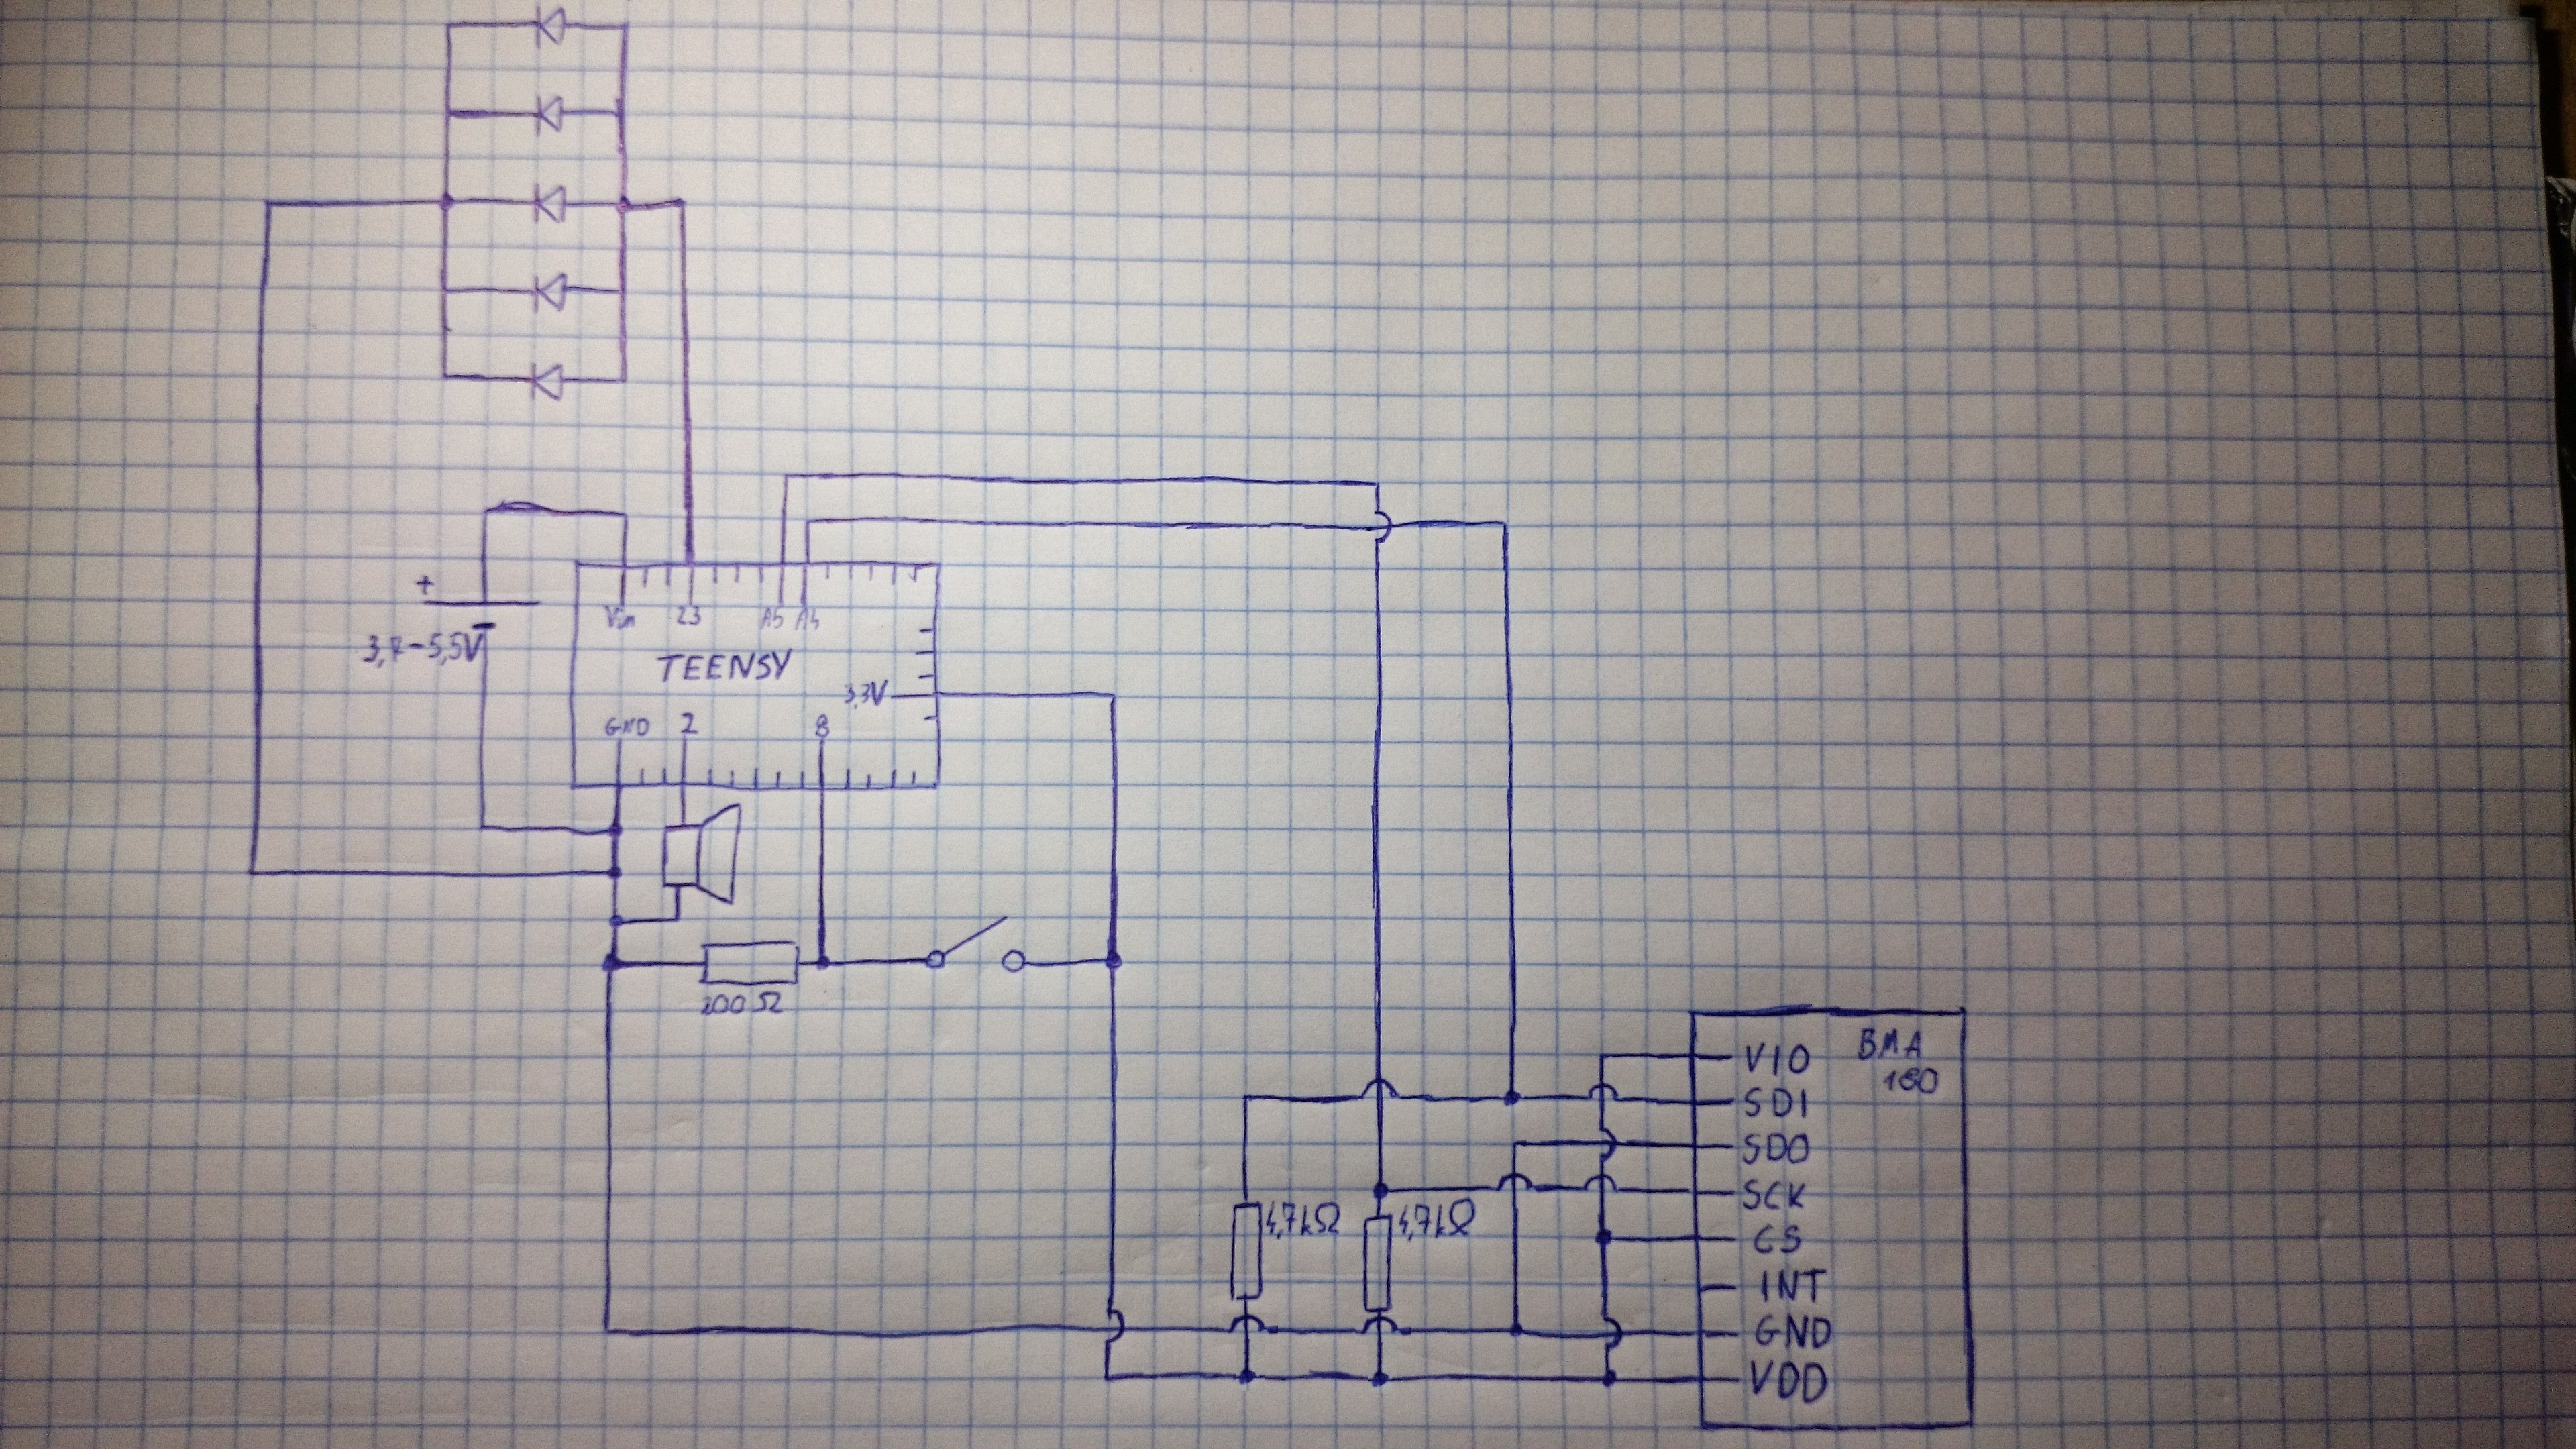 +
3,7-5,5V
Vin 23 A5 A4
TEENSY
3,3V
GND 2 8
200 Ω
BMA
180
VIO
SDI
SDO
SCK
CS
INT
GND
VDD
4,7kΩ 4,7kΩ